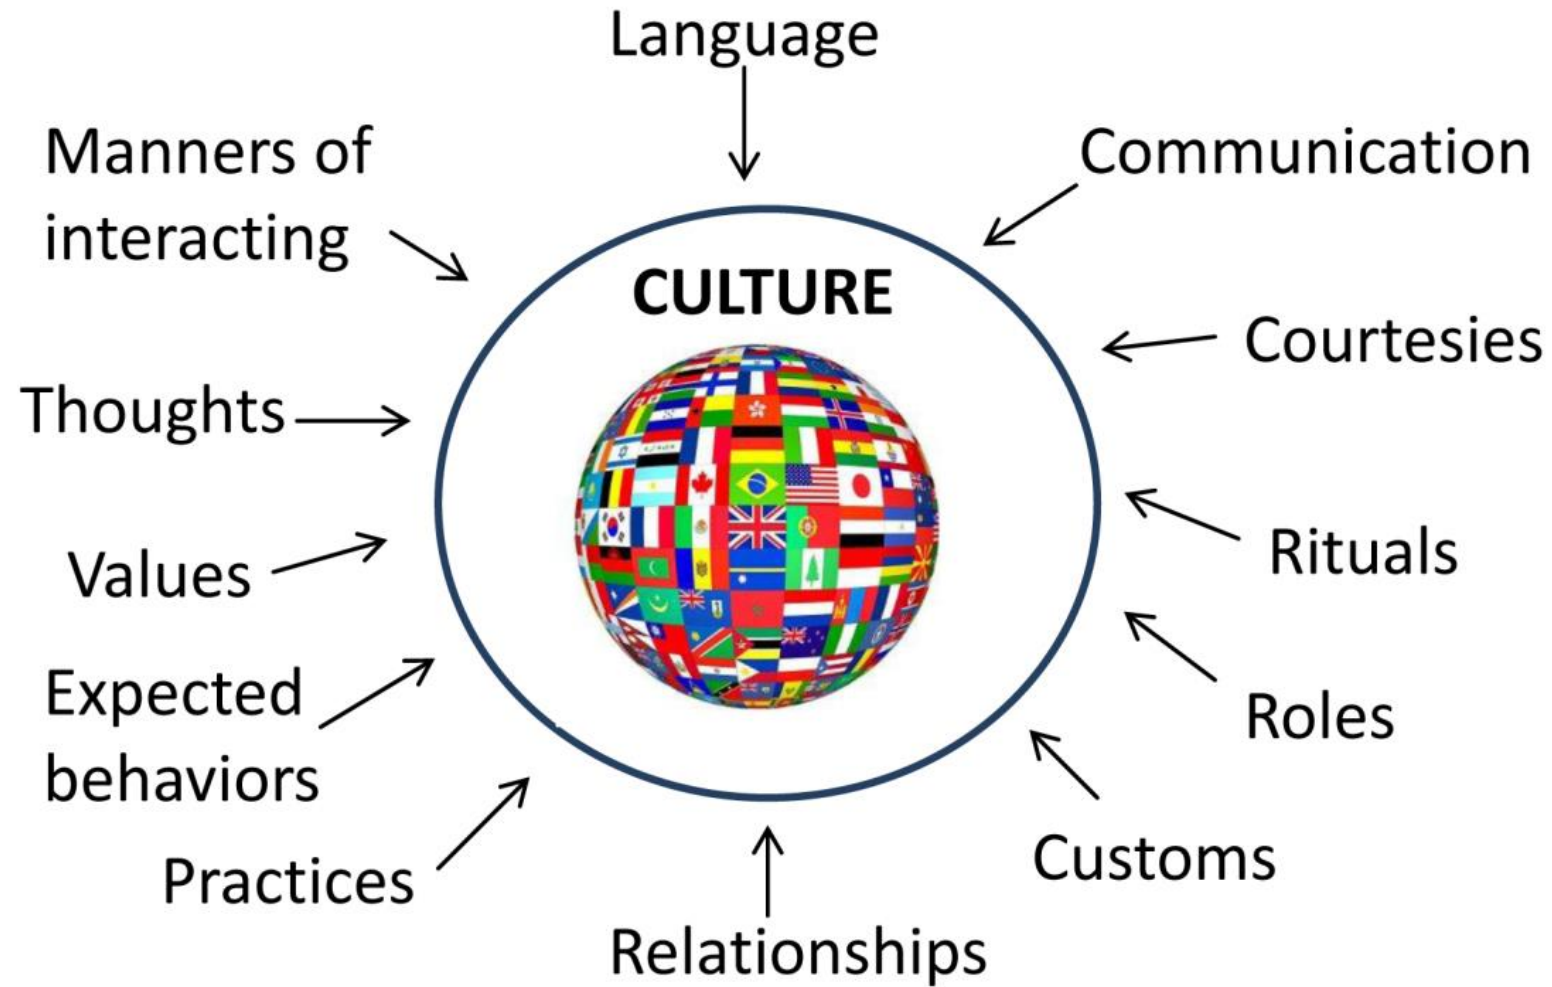 Language
Manners of
interacting
Communication
CULTURE
Courtesies
Thoughts
Values
Rituals
Expected
behaviors
Roles
Practices
Customs
Relationships